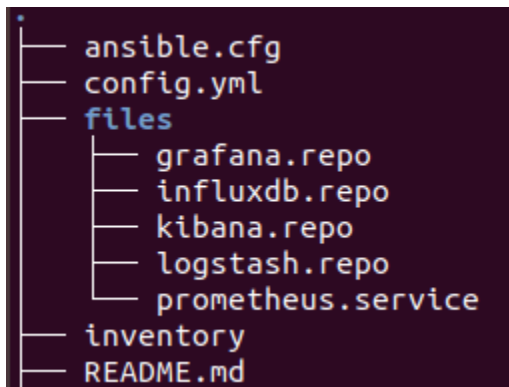 .
├── ansible.cfg
├── config.yml
├── files
│   ├── grafana.repo
│   ├── influxdb.repo
│   ├── kibana.repo
│   ├── logstash.repo
│   └── prometheus.service
├── inventory
├── README.md